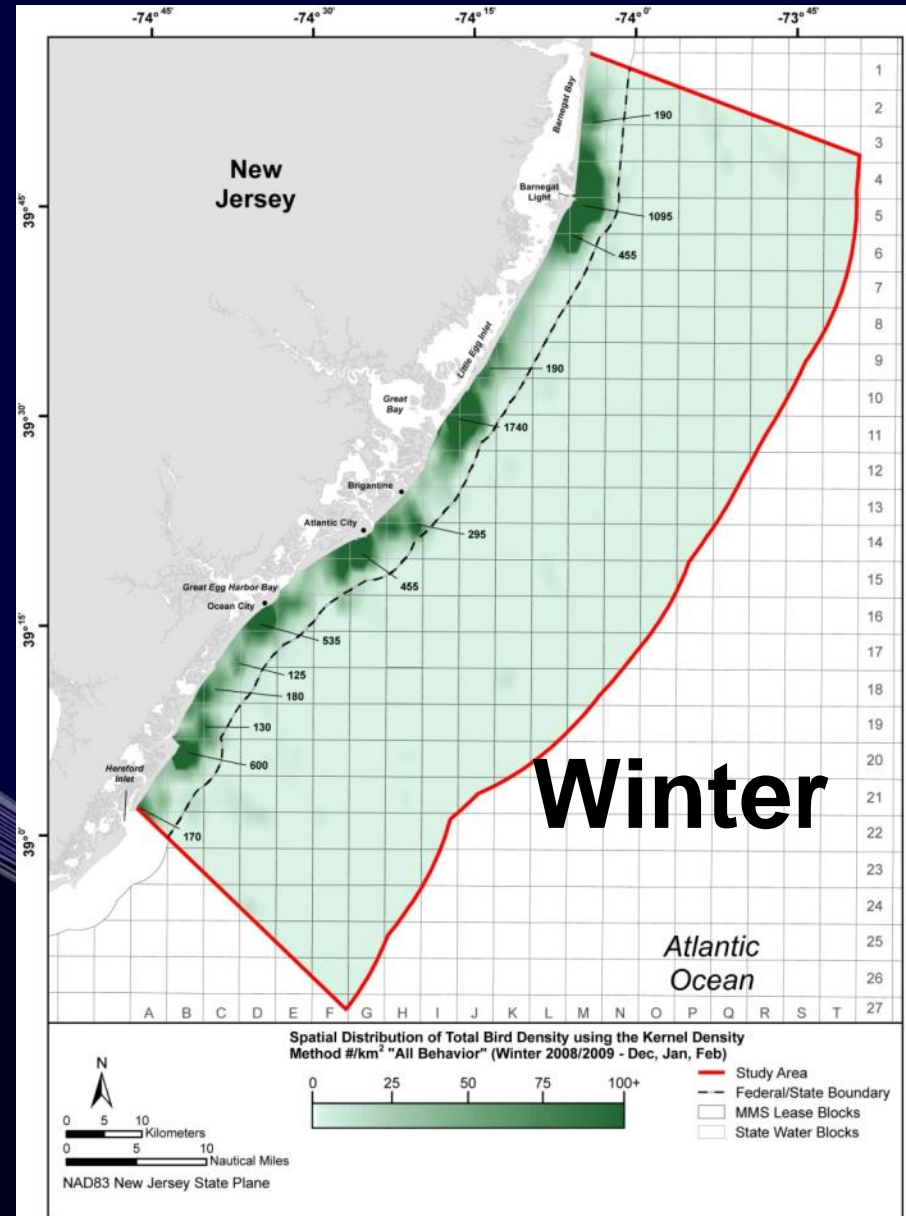 -74°45' -74°30' -74°15' -74°0' -73°45'
1
Barnegat Bay
2
190
3
New
Jersey
4
Barnegat
Light
39°45'
1095
5
455
6
7
8
Little Egg Inlet
190
9
Great
Bay
10
39°30'
1740
11
12
Brigantine
13
Atlantic City
295
14
455
15
Great Egg Harbor Bay
Ocean City
16
39°15'
535
17
125
180
18
130
19
600
20
Hereford
Inlet
Winter
21
39°0'
170
22
23
24
Atlantic
Ocean
25
26
A B C D E F G H I J K L M N O P Q R S T 27
Spatial Distribution of Total Bird Density using the Kernel Density
Method #/km² "All Behavior" (Winter 2008/2009 - Dec, Jan, Feb)
N
0 25 50 75 100+
Study Area
Federal/State Boundary
MMS Lease Blocks
State Water Blocks
0 5 10
Kilometers
0 5 10
Nautical Miles
NAD83 New Jersey State Plane